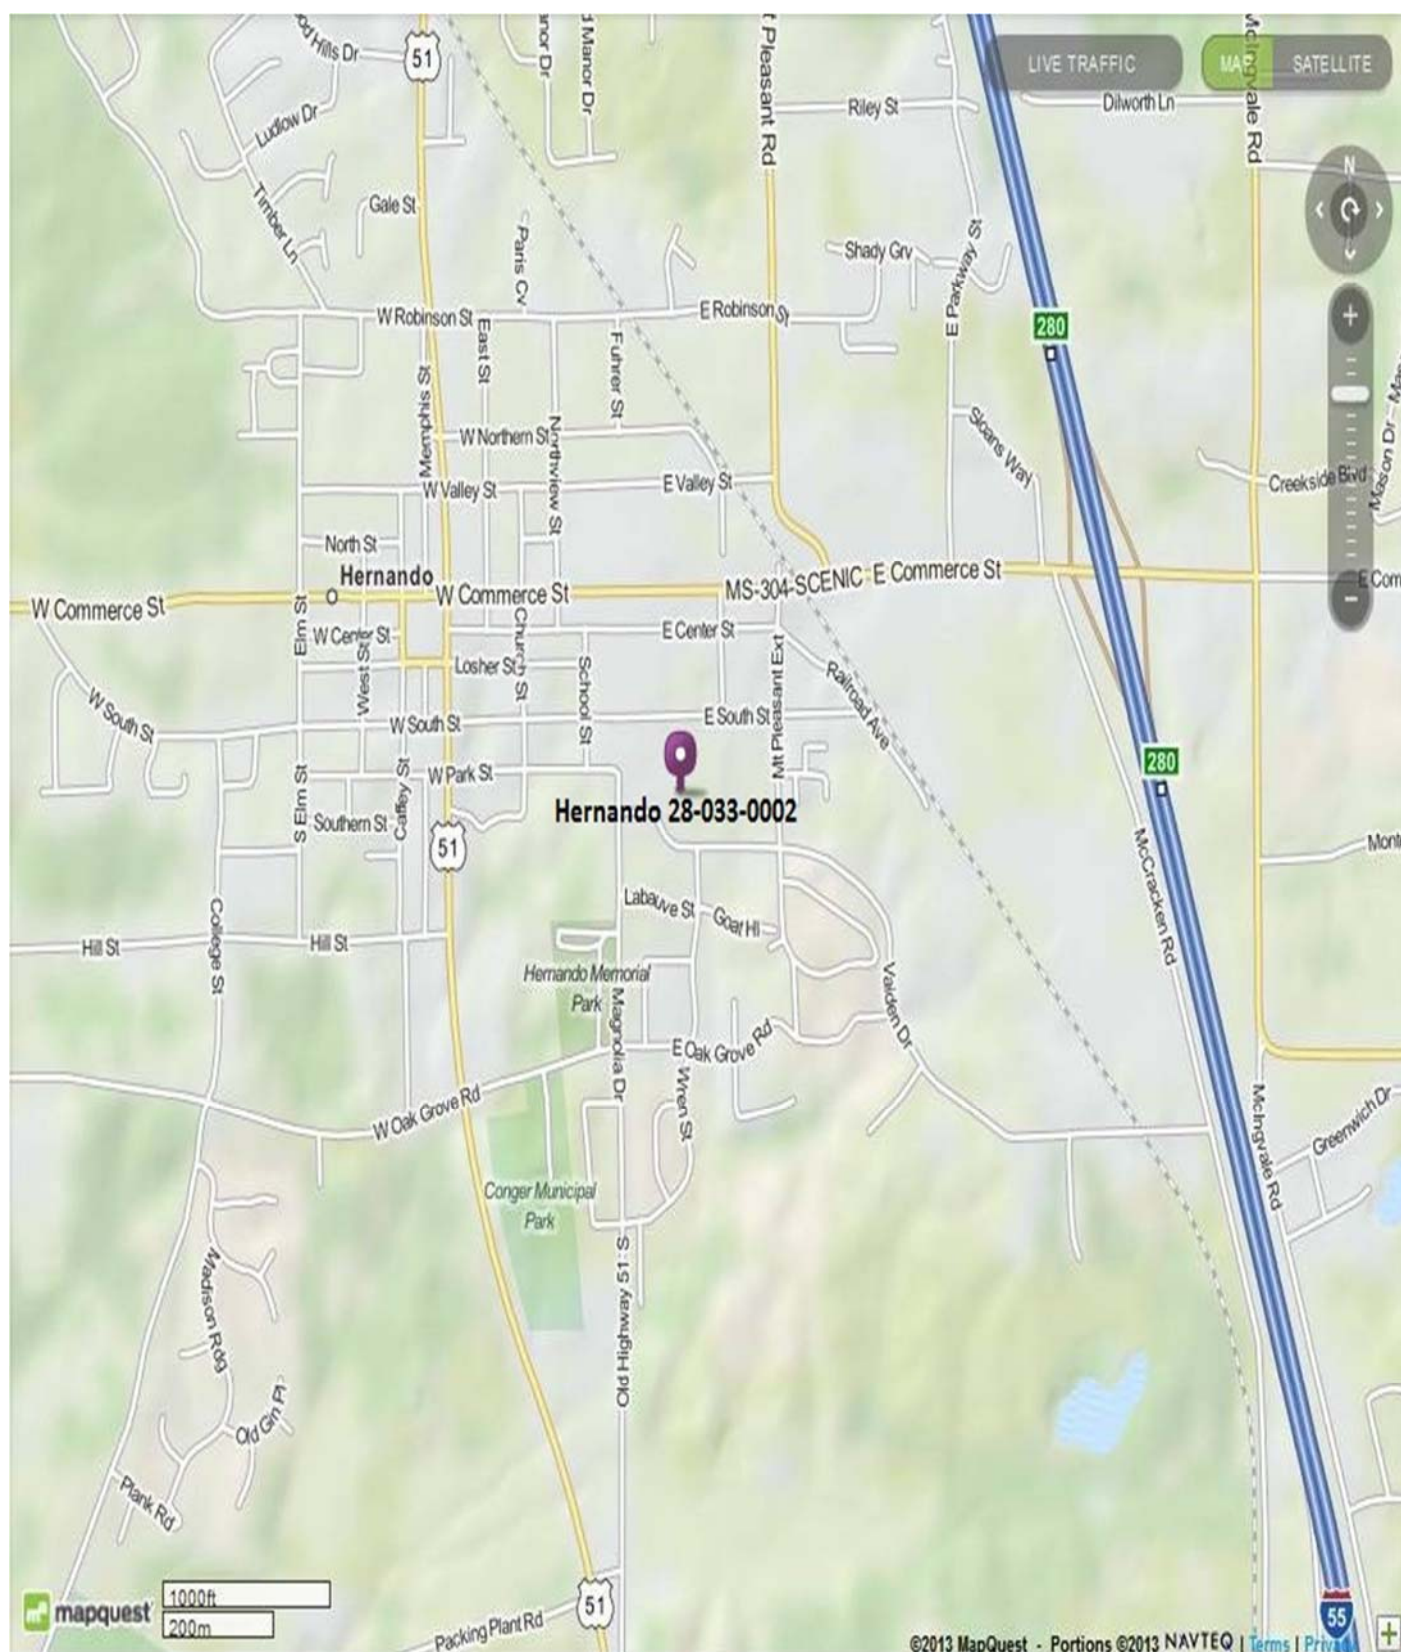 51
LIVE TRAFFIC
MAP
SATELLITE
Riley St
Dilworth Ln
Ludlow Dr
t Pleasant Rd
McIngvale Rd
N
Gale St
Timber Ln
Paris Cv
Shady Grv
E Parkway St
W Robinson St
E Robinson St
280
East St
Fuhrer St
Memphis St
W Northern St
Northview St
Sloans Way
W Valley St
E Valley St
Creekside Blvd
Mason Dr
North St
Hernando
W Commerce St
W Commerce St
MS-304-SCENIC
E Commerce St
E Com
Elm St
W Center St
E Center St
Church St
West St
Losher St
School St
Mt Pleasant Ext
Railroad Ave
W South St
W South St
E South St
W Park St
280
S Elm St
Caffey St
Southern St
Hernando 28-033-0002
51
McCracken Rd
Mont
Labauve St
Goat Hl
College St
Hill St
Hill St
Hernando Memorial
Park
Magnolia Dr
Vaiden Dr
E Oak Grove Rd
Wren St
W Oak Grove Rd
McIngvale Rd
Greenwich Dr
Conger Municipal
Park
Madison Rdg
Old Highway 51 S
Old Gin Pl
Plank Rd
1000ft
200m
mapquest
Packing Plant Rd
51
55
©2013 MapQuest - Portions ©2013 NAVTEQ | Terms | Priva